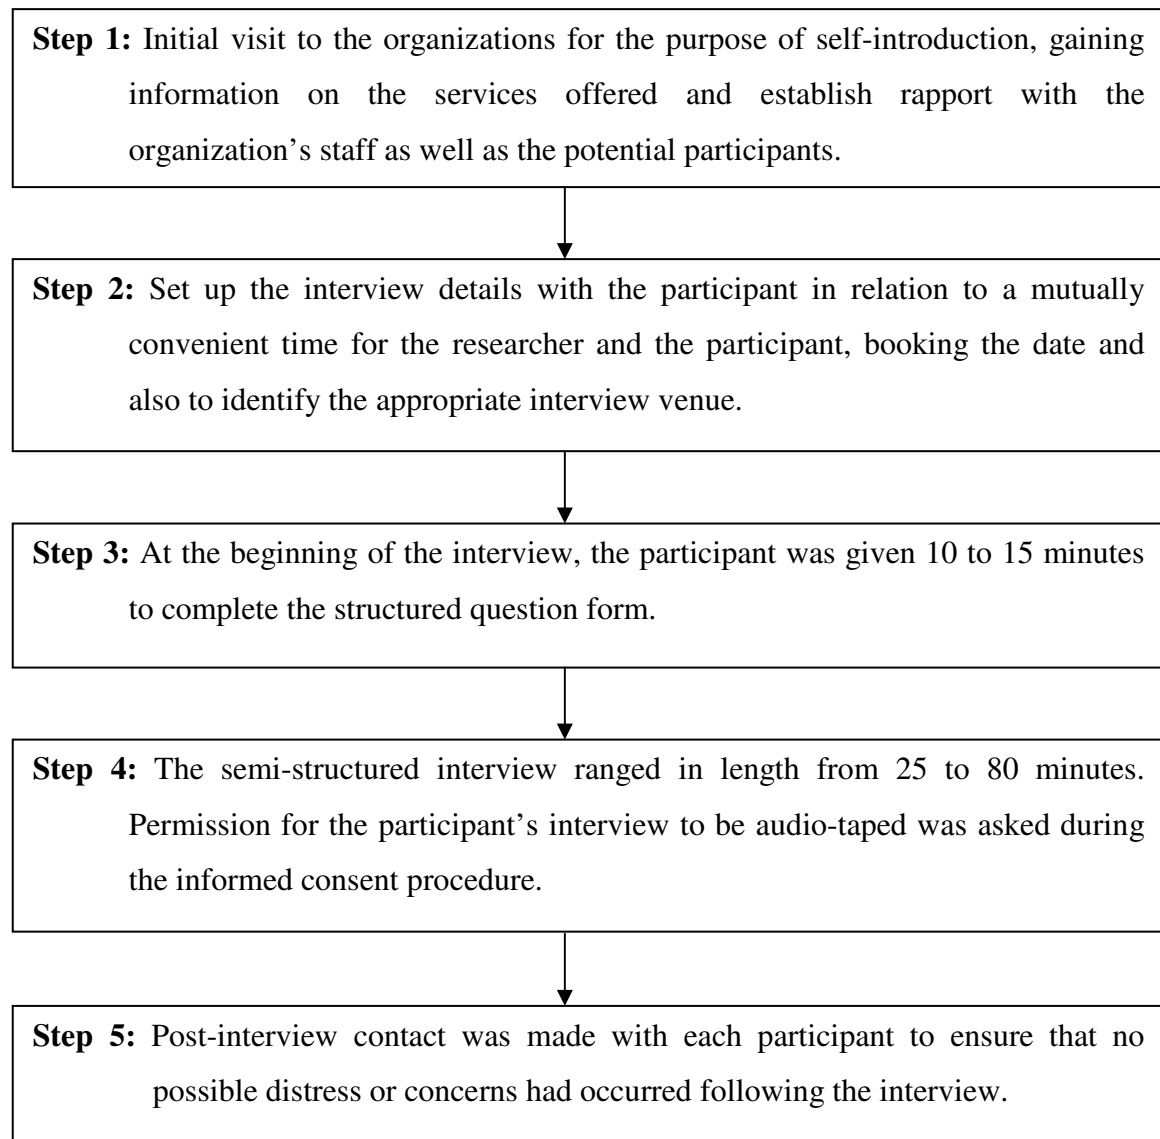 Step 1: Initial visit to the organizations for the purpose of self-introduction, gaining
information on the services offered and establish rapport with the
organization’s staff as well as the potential participants.
Step 2: Set up the interview details with the participant in relation to a mutually
convenient time for the researcher and the participant, booking the date and
also to identify the appropriate interview venue.
Step 3: At the beginning of the interview, the participant was given 10 to 15 minutes
to complete the structured question form.
Step 4: The semi-structured interview ranged in length from 25 to 80 minutes.
Permission for the participant’s interview to be audio-taped was asked during
the informed consent procedure.
Step 5: Post-interview contact was made with each participant to ensure that no
possible distress or concerns had occurred following the interview.